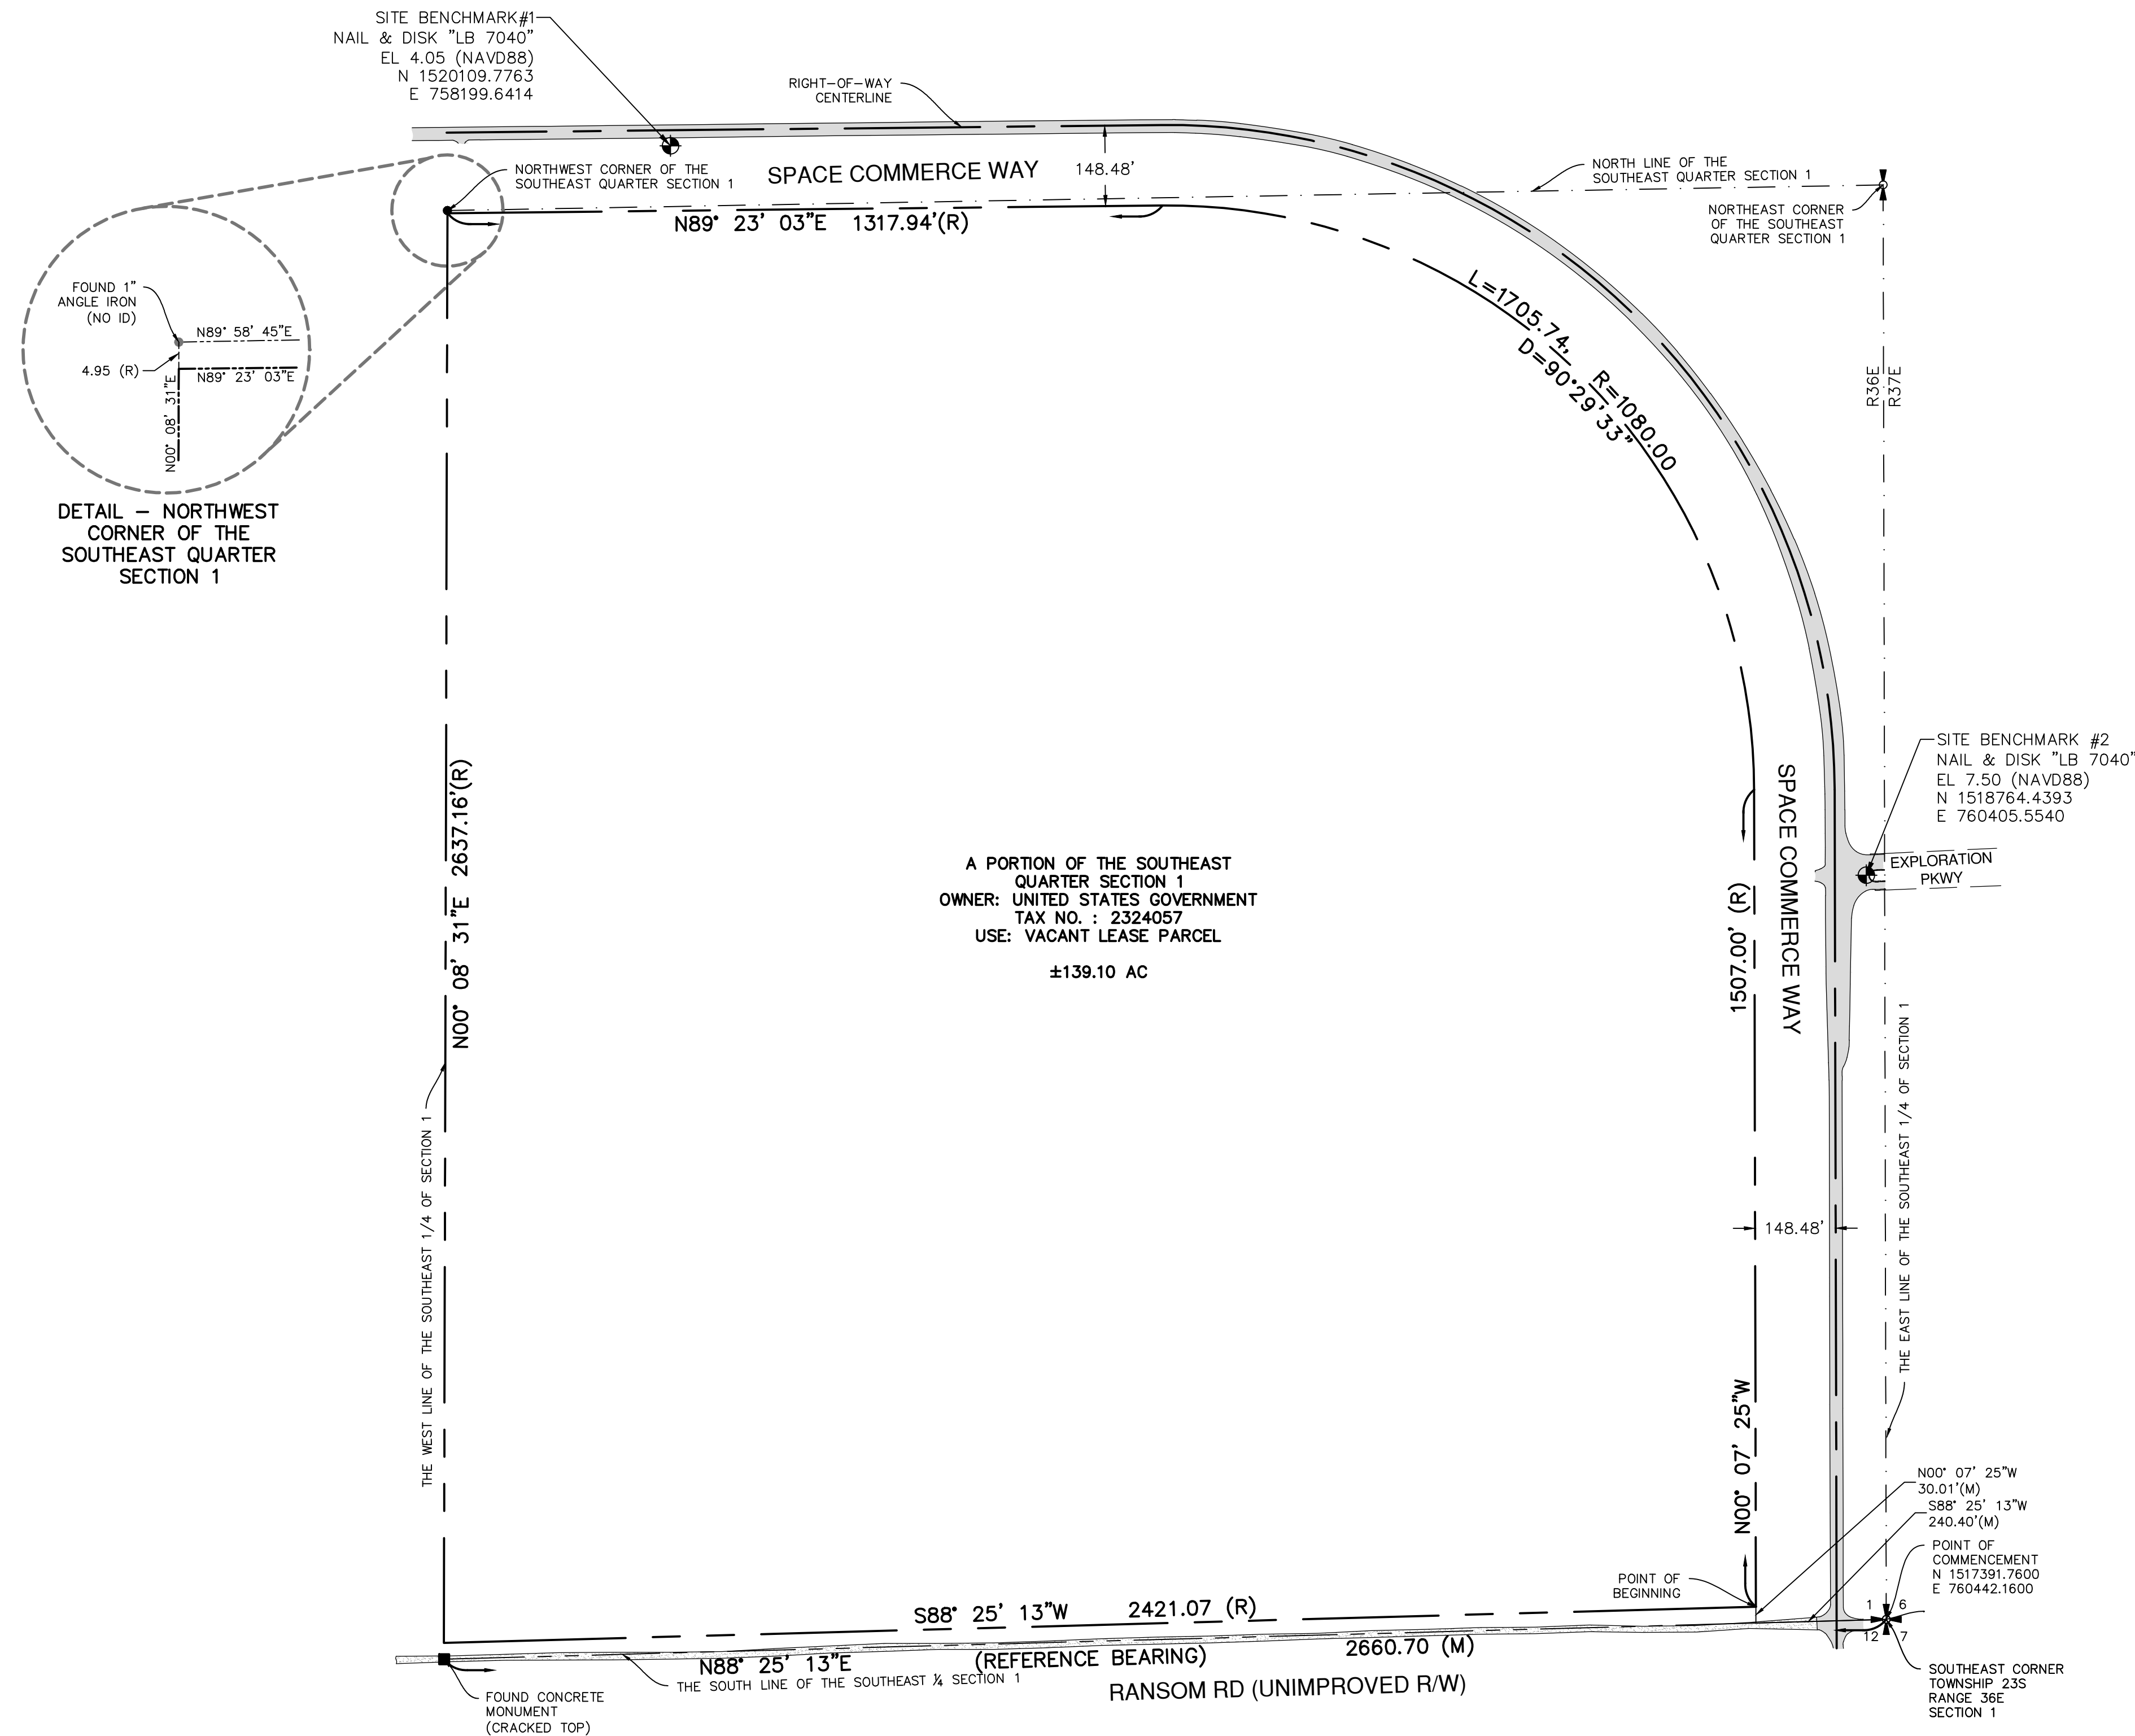 SITE BENCHMARK#1
NAIL & DISK "LB 7040"
EL 4.05 (NAVD88)
N 1520109.7763
E 758199.6414
RIGHT-OF-WAY
CENTERLINE
NORTHWEST CORNER OF THE
SOUTHEAST QUARTER SECTION 1
SPACE COMMERCE WAY
148.48'
NORTH LINE OF THE
SOUTHEAST QUARTER SECTION 1
NORTHEAST CORNER
OF THE SOUTHEAST
QUARTER SECTION 1
N89° 23' 03"E 1317.94'(R)
FOUND 1"
ANGLE IRON
(NO ID)
N89° 58' 45"E
4.95 (R)
N89° 23' 03"E
N00° 08' 31"E
DETAIL – NORTHWEST
CORNER OF THE
SOUTHEAST QUARTER
SECTION 1
L=1705.74, R=1080.00
D=90°29'33"
R36E
R37E
SITE BENCHMARK #2
NAIL & DISK "LB 7040"
EL 7.50 (NAVD88)
N 1518764.4393
E 760405.5540
EXPLORATION
PKWY
SPACE COMMERCE WAY
N00° 08' 31"E 2637.16'(R)
A PORTION OF THE SOUTHEAST
QUARTER SECTION 1
OWNER: UNITED STATES GOVERNMENT
TAX NO. : 2324057
USE: VACANT LEASE PARCEL
±139.10 AC
1507.00' (R)
N00° 07' 25"W
148.48'
THE WEST LINE OF THE SOUTHEAST 1/4 OF SECTION 1
THE EAST LINE OF THE SOUTHEAST 1/4 OF SECTION 1
N00° 07' 25"W
30.01'(M)
S88° 25' 13"W
240.40'(M)
POINT OF
COMMENCEMENT
N 1517391.7600
E 760442.1600
POINT OF
BEGINNING
1 6
12 7
S88° 25' 13"W 2421.07 (R)
N88° 25' 13"E (REFERENCE BEARING) 2660.70 (M)
THE SOUTH LINE OF THE SOUTHEAST ¼ SECTION 1
RANSOM RD (UNIMPROVED R/W)
FOUND CONCRETE
MONUMENT
(CRACKED TOP)
SOUTHEAST CORNER
TOWNSHIP 23S
RANGE 36E
SECTION 1